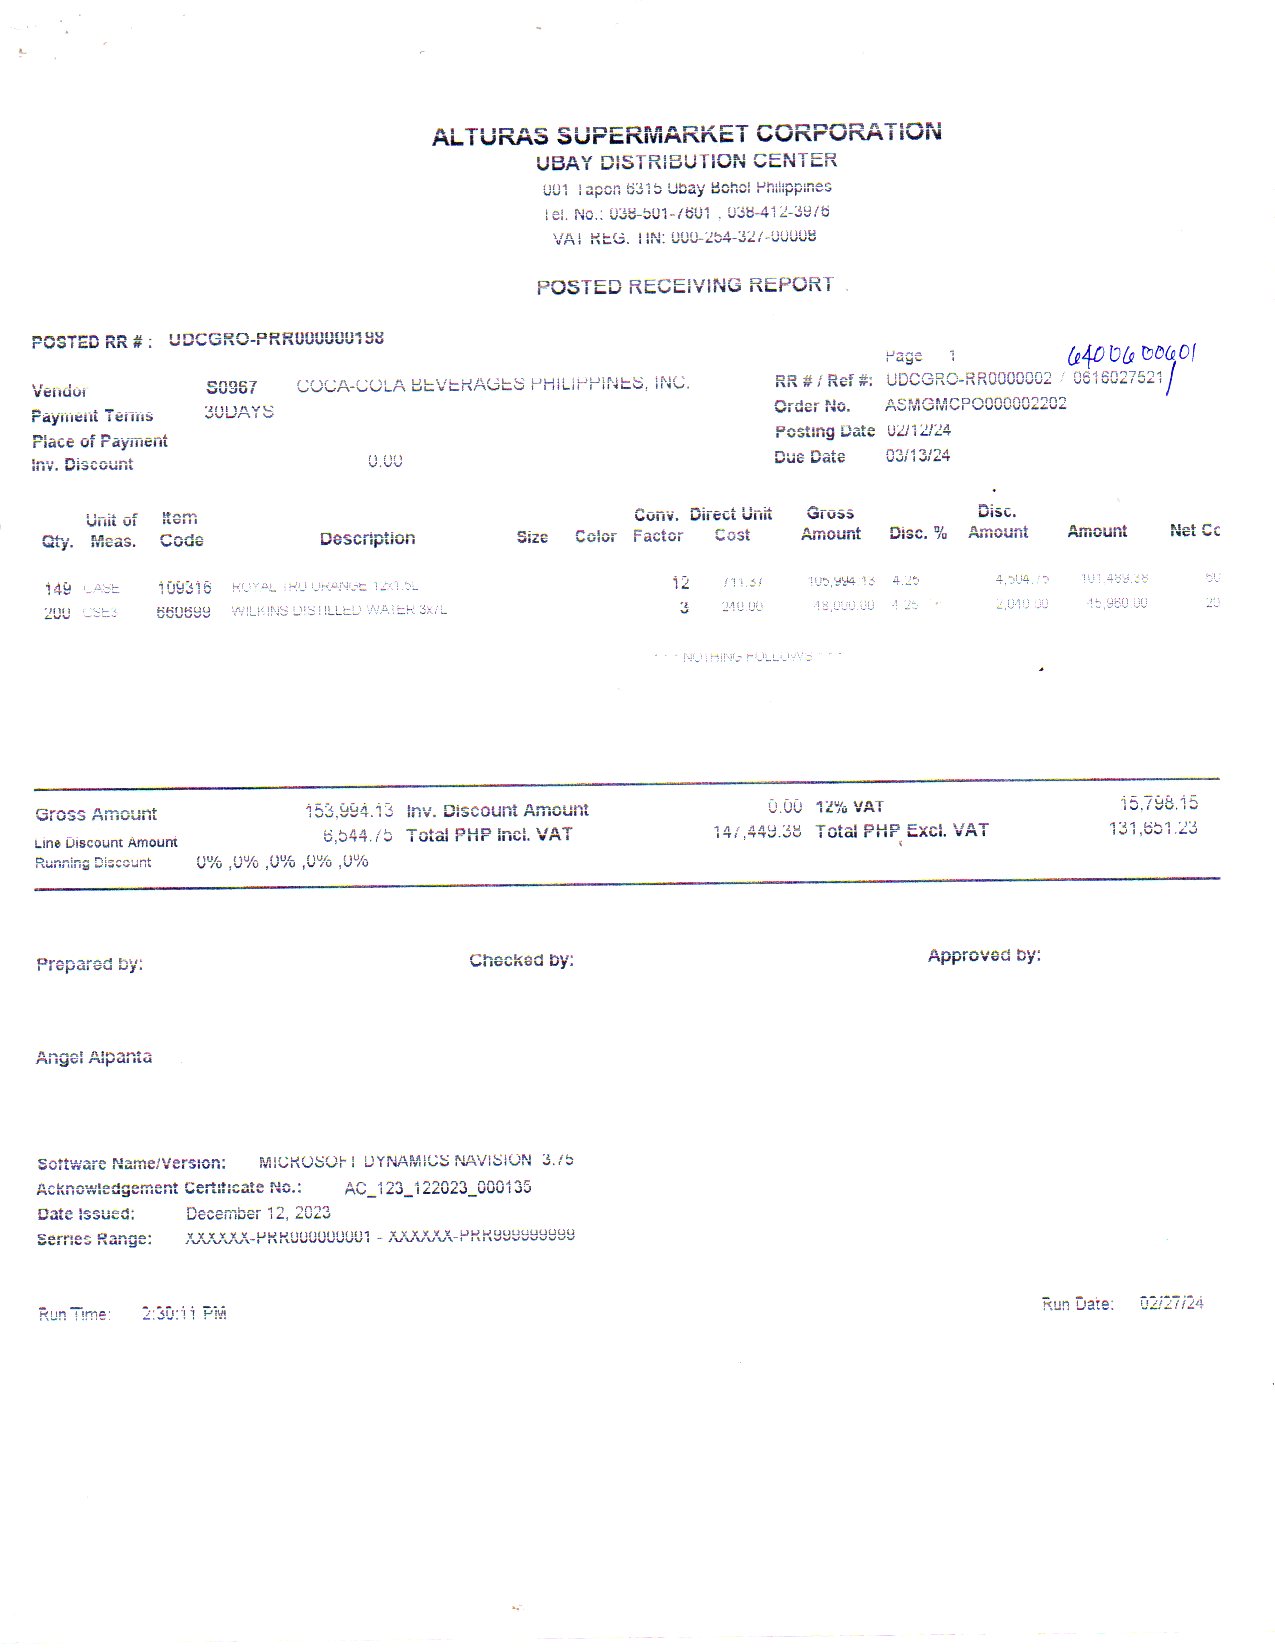 ALTURAS SUPERMARKET CORPORATION
UBAY DISTRIBUTION CENTER
001 Tapon 6315 Ubay Bohol Philippines
Tel. No.: 038-501-7601 , 038-412-3976
VAT REG. TIN: 000-254-327-00008
POSTED RECEIVING REPORT
POSTED RR # : UDCGRO-PRR000000198
Page 1 6400600601
Vendor S0967 COCA-COLA BEVERAGES PHILIPPINES, INC. RR # / Ref #: UDCGRO-RR0000002 / 0616027521
Payment Terms 30DAYS Order No. ASMGMCPO000002202
Place of Payment Posting Date 02/12/24
Inv. Discount 0.00 Due Date 03/13/24
Qty. Unit of Meas. Item Code Description Size Color Conv. Factor Direct Unit Cost Gross Amount Disc. % Disc. Amount Amount Net Cc
149 CASE 109316 ROYAL TRU ORANGE 12X1.5L 12 711.37 105,994.13 4.25 4,504.75 101,489.38
200 CSE3 660699 WILKINS DISTILLED WATER 3x7L 3 240.00 48,000.00 4.25 2,040.00 45,960.00
* * * NOTHING FOLLOWS * * *
Gross Amount 153,994.13 Inv. Discount Amount 0.00 12% VAT 15,798.15
Line Discount Amount 6,544.75 Total PHP Incl. VAT 147,449.38 Total PHP Excl. VAT 131,651.23
Running Discount 0% ,0% ,0% ,0% ,0%
Prepared by: Checked by: Approved by:
Angel Alpanta
Software Name/Version: MICROSOFT DYNAMICS NAVISION 3.75
Acknowledgement Certificate No.: AC_123_122023_000135
Date Issued: December 12, 2023
Serries Range: XXXXXX-PRR000000001 - XXXXXX-PRR999999999
Run Time: 2:30:11 PM Run Date: 02/27/24